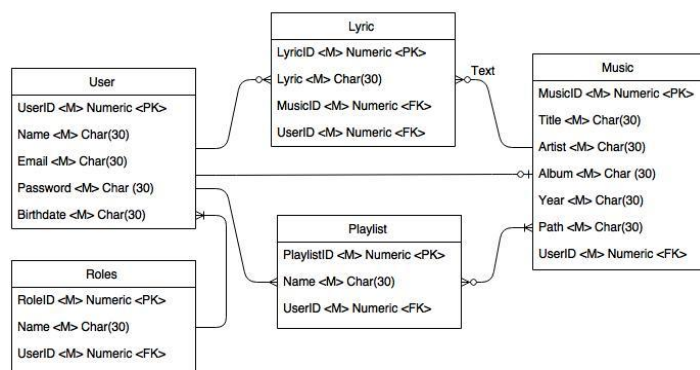 Lyric
LyricID <M> Numeric <PK>
Lyric <M> Char(30)
MusicID <M> Numeric <FK>
UserID <M> Numeric <FK>
Text
User
UserID <M> Numeric <PK>
Name <M> Char(30)
Email <M> Char(30)
Password <M> Char (30)
Birthdate <M> Char(30)
Music
MusicID <M> Numeric <PK>
Title <M> Char(30)
Artist <M> Char(30)
Album <M> Char (30)
Year <M> Char(30)
Path <M> Char(30)
UserID <M> Numeric <FK>
Playlist
PlaylistID <M> Numeric <PK>
Name <M> Char(30)
UserID <M> Numeric <FK>
Roles
RoleID <M> Numeric <PK>
Name <M> Char(30)
UserID <M> Numeric <FK>